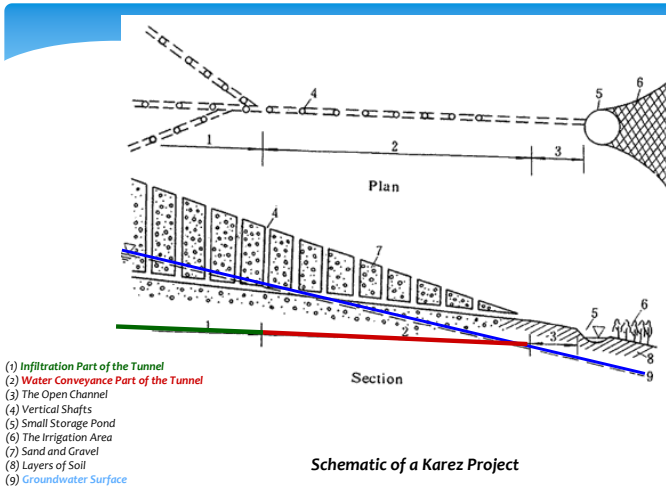 4
5
6
1
2
3
Plan
4
7
5
6
1
2
3
8
9
Section
(1) Infiltration Part of the Tunnel
(2) Water Conveyance Part of the Tunnel
(3) The Open Channel
(4) Vertical Shafts
(5) Small Storage Pond
(6) The Irrigation Area
(7) Sand and Gravel
(8) Layers of Soil
(9) Groundwater Surface
Schematic of a Karez Project